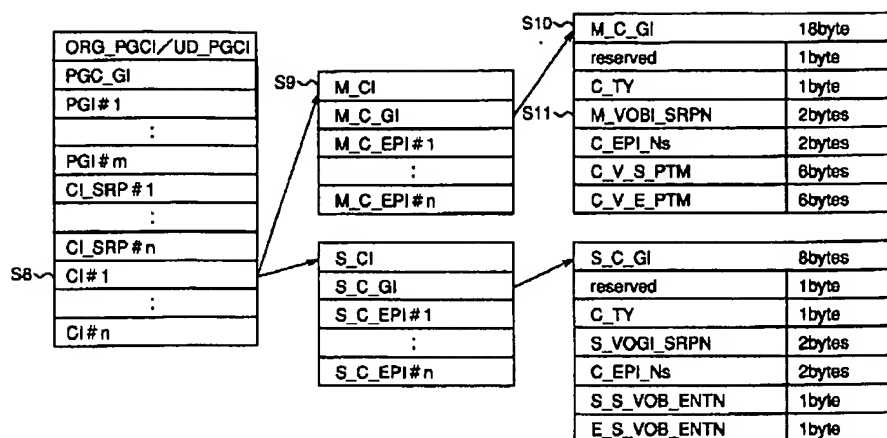 ORG_PGCI/UD_PGCI
PGC_GI
PGI#1
:
PGI#m
CI_SRP#1
:
CI_SRP#n
S8 CI#1
:
CI#n
S9 M_CI
M_C_GI
M_C_EPI#1
:
M_C_EPI#n
S_CI
S_C_GI
S_C_EPI#1
:
S_C_EPI#n
S10 M_C_GI 18byte
reserved 1byte
C_TY 1byte
S11 M_VOBI_SRPN 2bytes
C_EPI_Ns 2bytes
C_V_S_PTM 6bytes
C_V_E_PTM 6bytes
S_C_GI 8bytes
reserved 1byte
C_TY 1byte
S_VOGI_SRPN 2bytes
C_EPI_Ns 2bytes
S_S_VOB_ENTN 1byte
E_S_VOB_ENTN 1byte